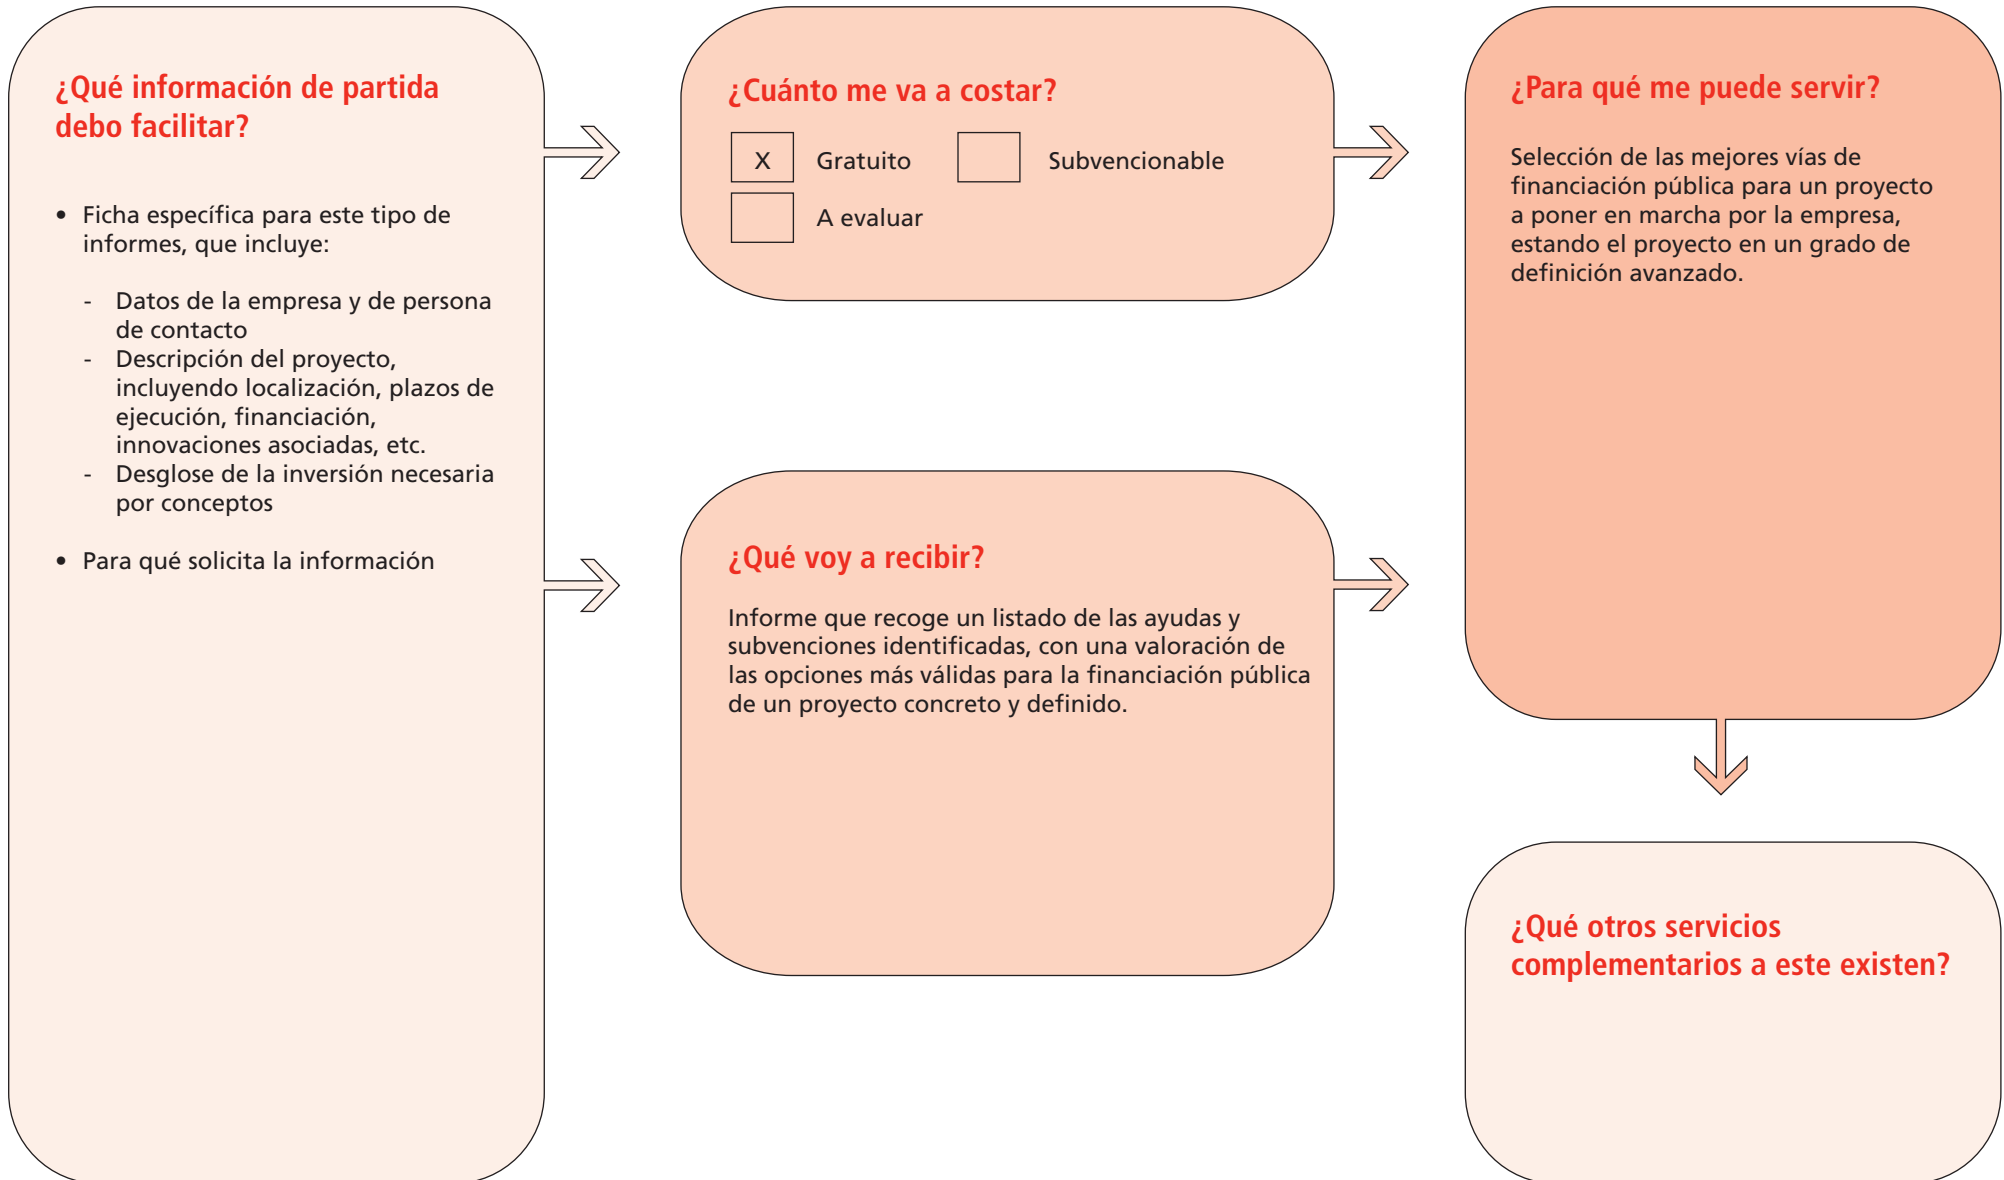 ¿Qué información de partida
debo facilitar?
• Ficha específica para este tipo de
informes, que incluye:
- Datos de la empresa y de persona
de contacto
- Descripción del proyecto,
incluyendo localización, plazos de
ejecución, financiación,
innovaciones asociadas, etc.
- Desglose de la inversión necesaria
por conceptos
• Para qué solicita la información
¿Cuánto me va a costar?
X Gratuito Subvencionable
A evaluar
¿Qué voy a recibir?
Informe que recoge un listado de las ayudas y
subvenciones identificadas, con una valoración de
las opciones más válidas para la financiación pública
de un proyecto concreto y definido.
¿Para qué me puede servir?
Selección de las mejores vías de
financiación pública para un proyecto
a poner en marcha por la empresa,
estando el proyecto en un grado de
definición avanzado.
¿Qué otros servicios
complementarios a este existen?